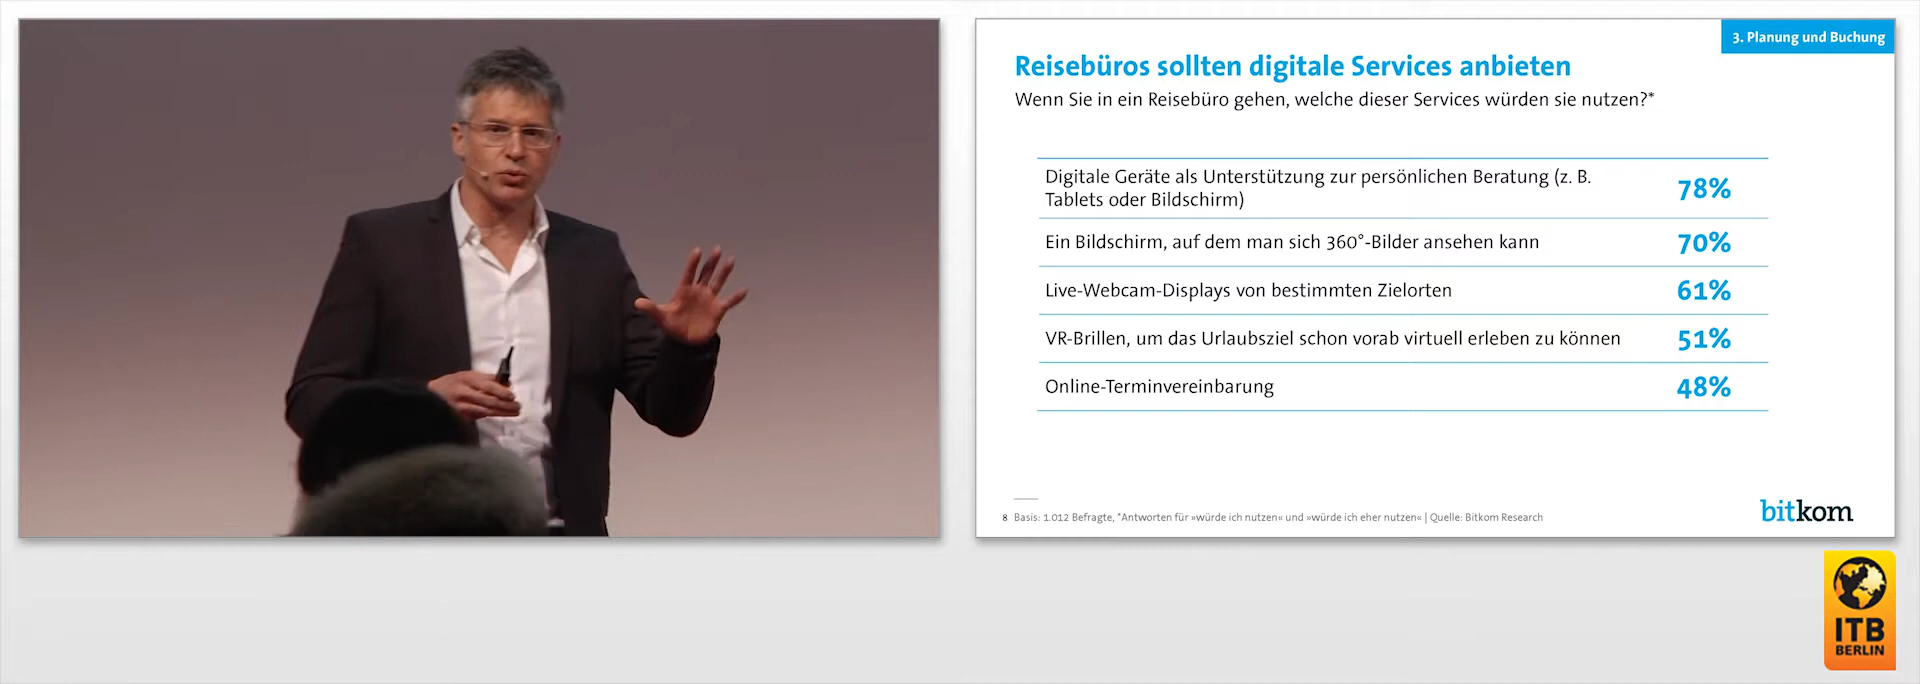 3. Planung und Buchung
Reisebüros sollten digitale Services anbieten
Wenn Sie in ein Reisebüro gehen, welche dieser Services würden sie nutzen?*
Digitale Geräte als Unterstützung zur persönlichen Beratung (z. B.
Tablets oder Bildschirm)
78%
Ein Bildschirm, auf dem man sich 360°-Bilder ansehen kann
70%
Live-Webcam-Displays von bestimmten Zielorten
61%
VR-Brillen, um das Urlaubsziel schon vorab virtuell erleben zu können
51%
Online-Terminvereinbarung
48%
8 Basis: 1.012 Befragte, *Antworten für »würde ich nutzen« und »würde ich eher nutzen« | Quelle: Bitkom Research
bitkom
ITB
BERLIN